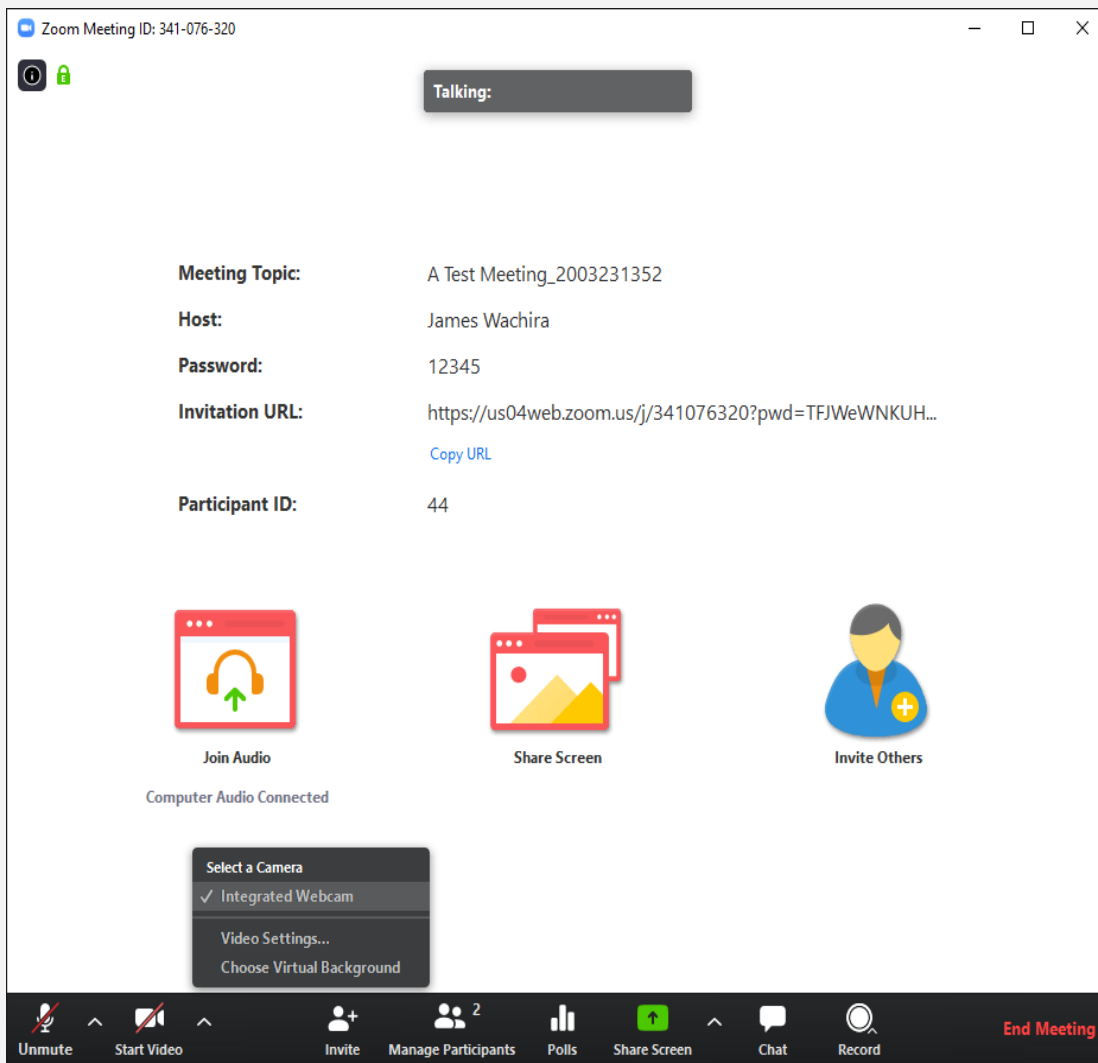 Zoom Meeting ID: 341-076-320
Talking:
Meeting Topic: A Test Meeting_2003231352
Host: James Wachira
Password: 12345
Invitation URL: https://us04web.zoom.us/j/341076320?pwd=TFJWeWNKUH...
Copy URL
Participant ID: 44
Join Audio Share Screen Invite Others
Computer Audio Connected
Select a Camera
✓ Integrated Webcam
Video Settings...
Choose Virtual Background
2
Unmute Start Video Invite Manage Participants Polls Share Screen Chat Record End Meeting